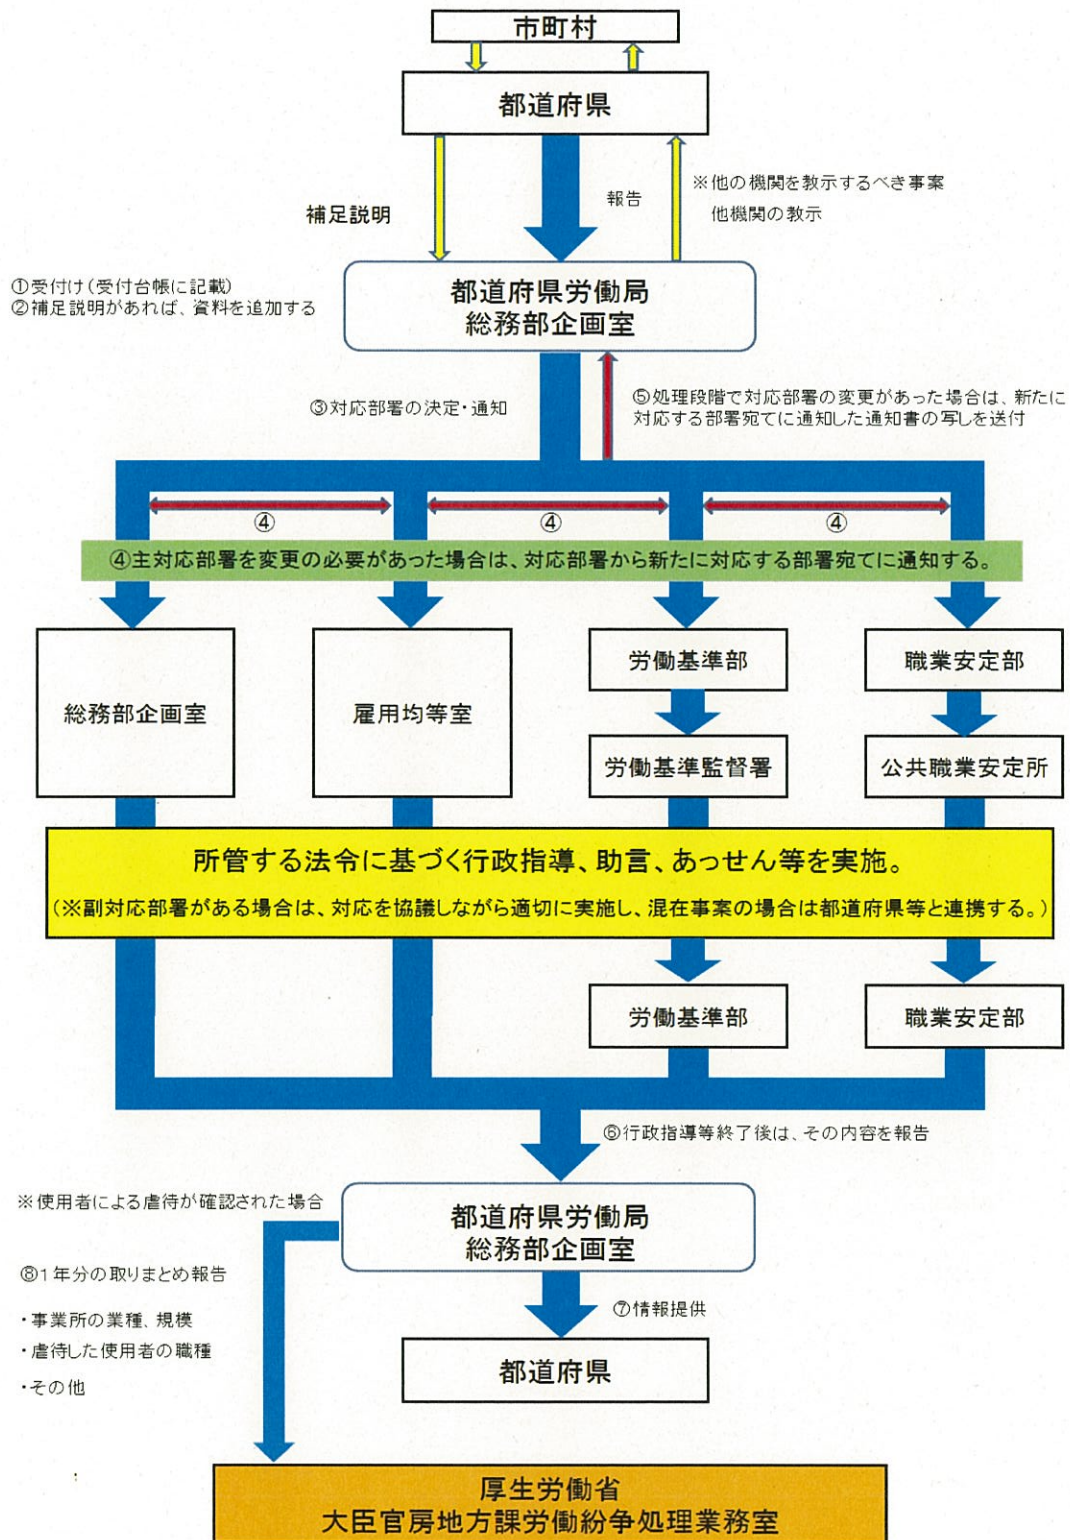 市町村
都道府県
補足説明
報告
※他の機関を教示するべき事案
他機関の教示
①受付け(受付台帳に記載)
②補足説明があれば、資料を追加する
都道府県労働局
総務部企画室
③対応部署の決定・通知
⑤処理段階で対応部署の変更があった場合は、新たに
対応する部署宛てに通知した通知書の写しを送付
④ ④ ④
④主対応部署を変更の必要があった場合は、対応部署から新たに対応する部署宛てに通知する。
総務部企画室
雇用均等室
労働基準部
職業安定部
労働基準監督署
公共職業安定所
所管する法令に基づく行政指導、助言、あっせん等を実施。
(※副対応部署がある場合は、対応を協議しながら適切に実施し、混在事案の場合は都道府県等と連携する。)
労働基準部
職業安定部
⑥行政指導等終了後は、その内容を報告
※使用者による虐待が確認された場合
都道府県労働局
総務部企画室
⑧1年分の取りまとめ報告
・事業所の業種、規模
・虐待した使用者の職種
・その他
⑦情報提供
都道府県
厚生労働省
大臣官房地方課労働紛争処理業務室